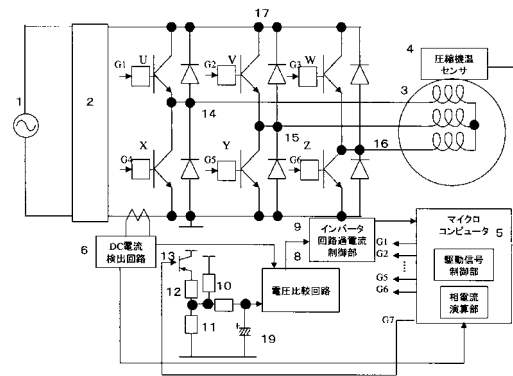 17
G1
U
G2
V
G3
W
4
圧縮機温
センサ
1
2
3
14
15
16
G4
X
G5
Y
G6
Z
6
DC電流
検出回路
13
12
10
11
19
電圧比較回路
8
9
インバータ
回路過電流
制御部
マイクロ
コンピュータ
5
G1
G2
G5
G6
G7
駆動信号
制御部
相電流
演算部